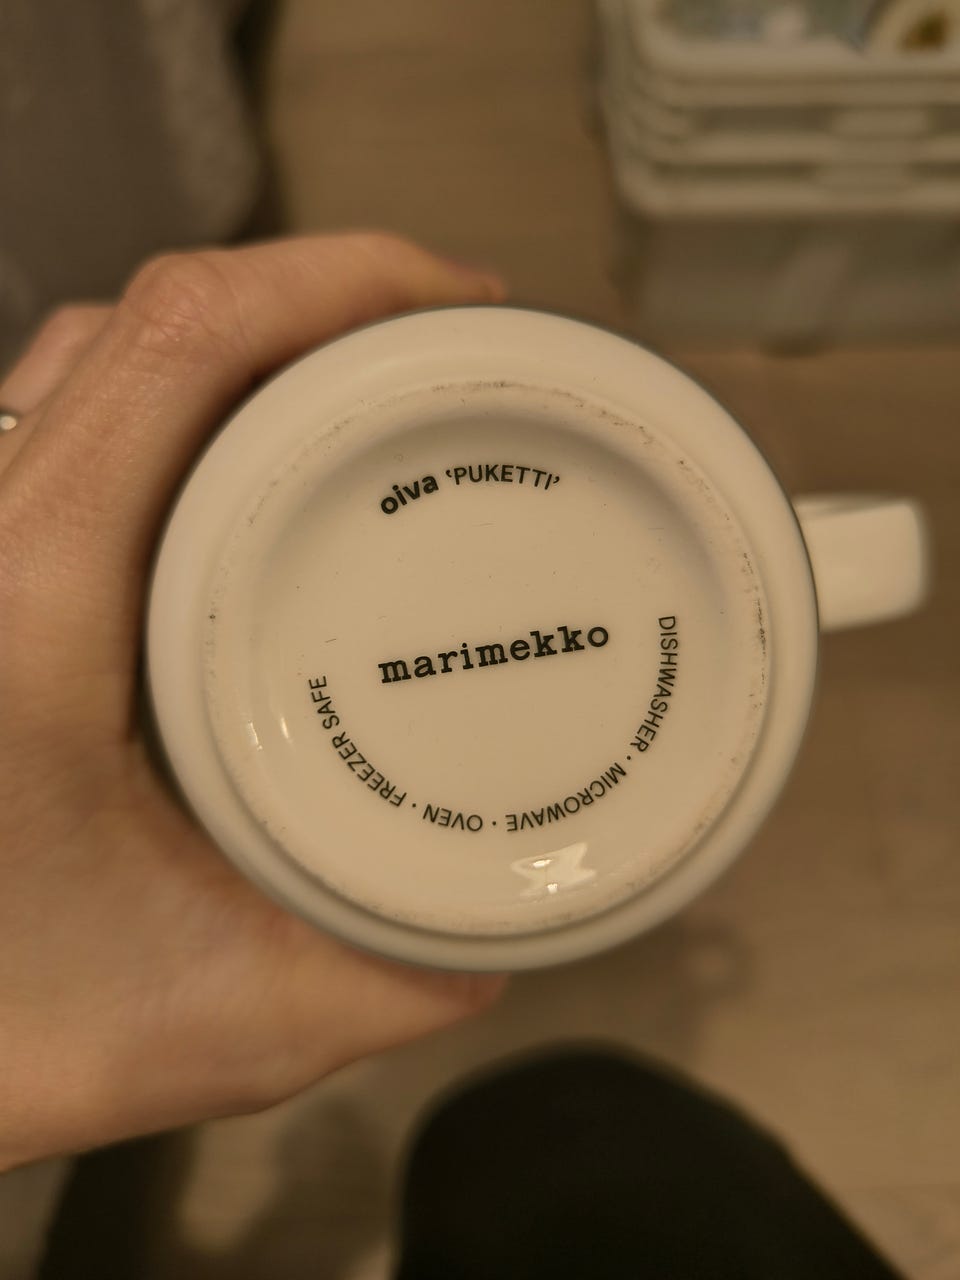 oiva ‘PUKETTI’
marimekko
DISHWASHER · MICROWAVE · OVEN · FREEZER SAFE